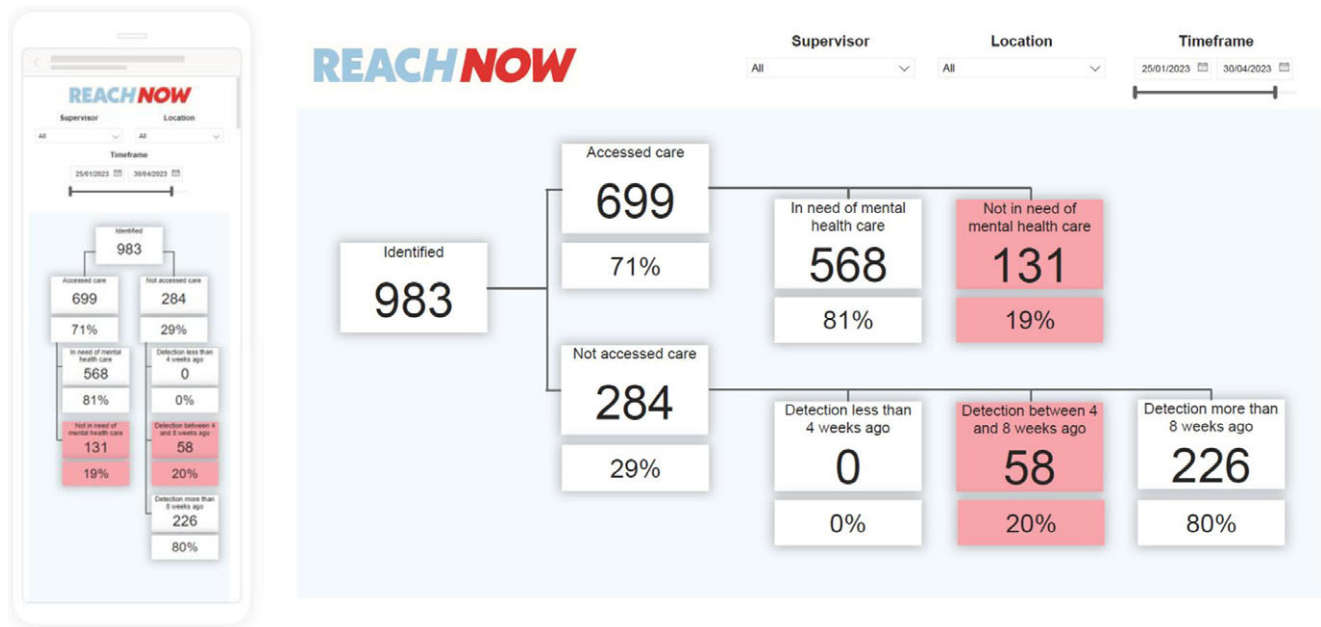 REACHNOW
Supervisor Location
All All
Timeframe
25/01/2023 30/04/2023
Identified
983
Accessed care Not accessed care
699 284
71% 29%
In need of mental
health care
568
81%
Detection less than
4 weeks ago
0
0%
Not in need of
mental health care
131
19%
Detection between 4
and 8 weeks ago
58
20%
Detection more than
8 weeks ago
226
80%
REACHNOW
Supervisor Location Timeframe
All All 25/01/2023 30/04/2023
Identified
983
Accessed care
699
71%
In need of mental
health care
568
81%
Not in need of
mental health care
131
19%
Not accessed care
284
29%
Detection less than
4 weeks ago
0
0%
Detection between 4
and 8 weeks ago
58
20%
Detection more than
8 weeks ago
226
80%